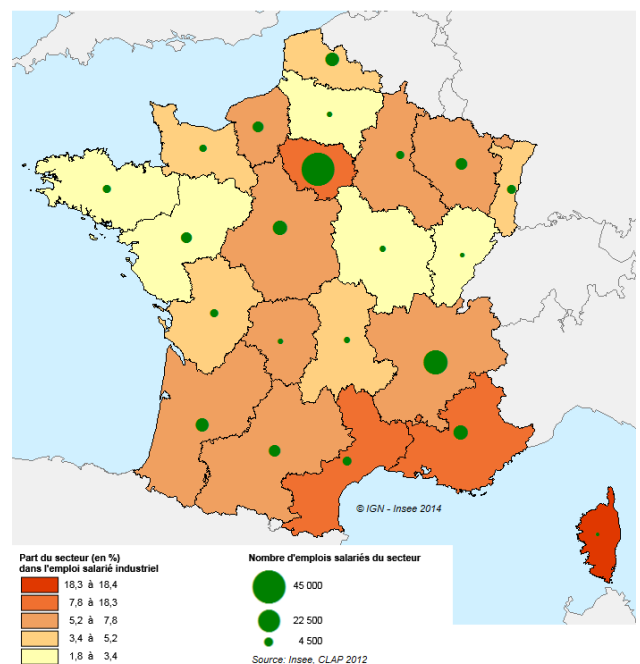 © IGN - Insee 2014
Part du secteur (en %)
dans l'emploi salarié industriel
18,3 à 18,4
7,8 à 18,3
5,2 à 7,8
3,4 à 5,2
1,8 à 3,4
Nombre d'emplois salariés du secteur
45 000
22 500
4 500
Source: Insee, CLAP 2012